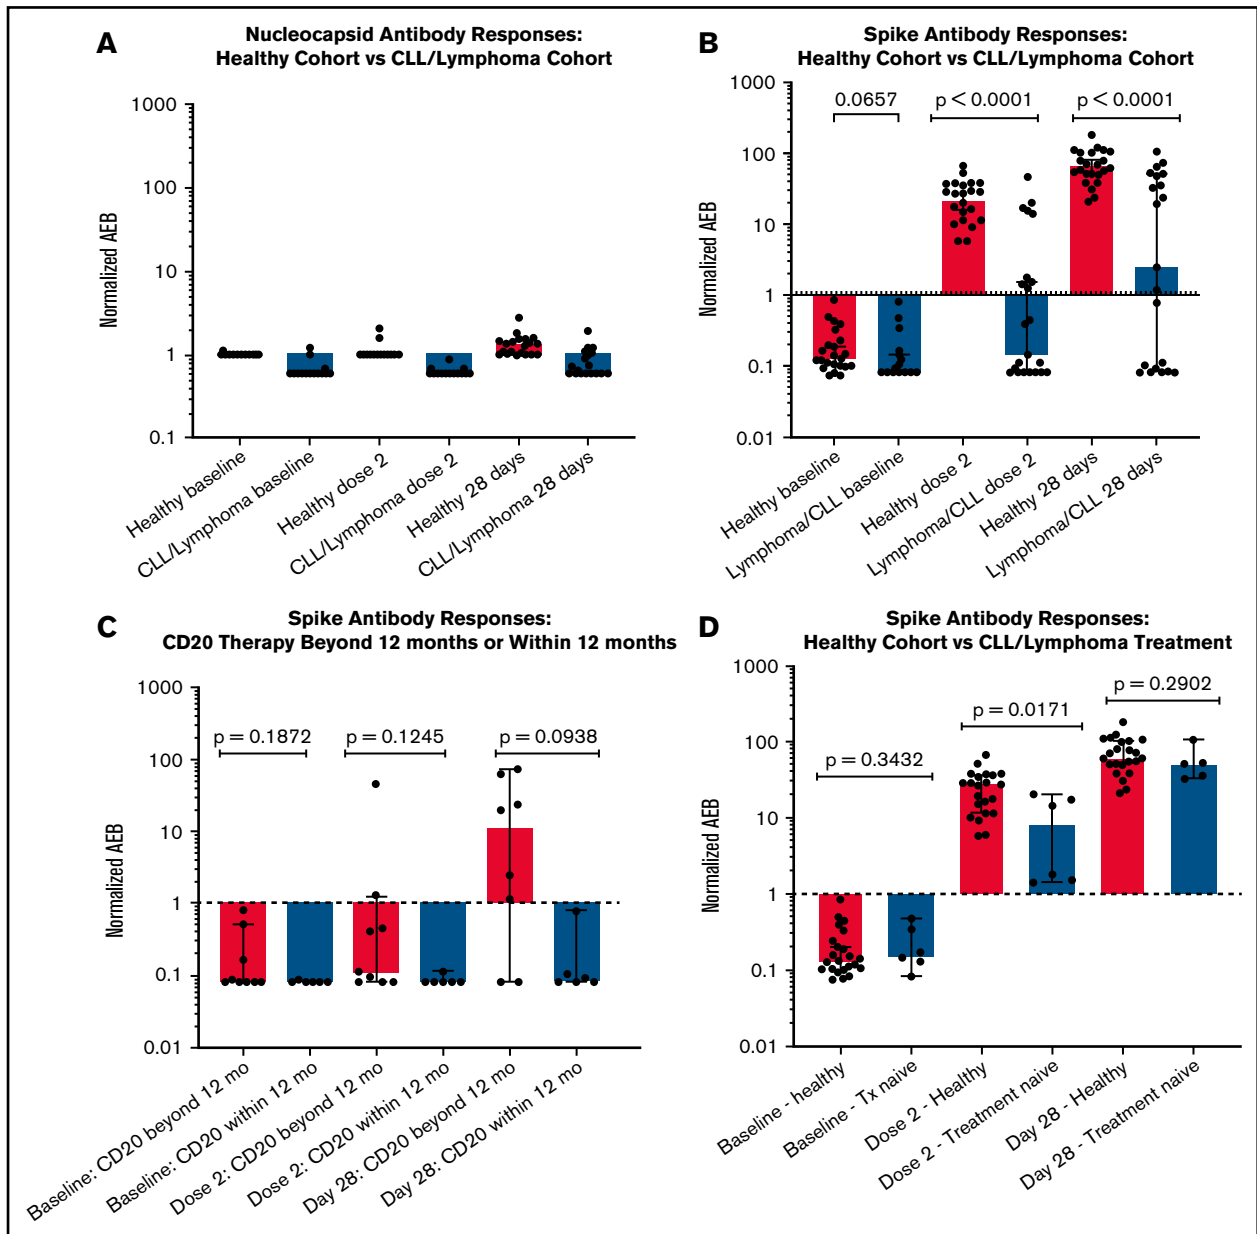 A
Nucleocapsid Antibody Responses:
Healthy Cohort vs CLL/Lymphoma Cohort
Normalized AEB
1000
100
10
1
0.1
Healthy baseline
CLL/Lymphoma baseline
Healthy dose 2
CLL/Lymphoma dose 2
Healthy 28 days
CLL/Lymphoma 28 days
B
Spike Antibody Responses:
Healthy Cohort vs CLL/Lymphoma Cohort
Normalized AEB
1000
100
10
1
0.1
0.01
0.0657
p < 0.0001
p < 0.0001
Healthy baseline
Lymphoma/CLL baseline
Healthy dose 2
Lymphoma/CLL dose 2
Healthy 28 days
Lymphoma/CLL 28 days
C
Spike Antibody Responses:
CD20 Therapy Beyond 12 months or Within 12 months
Normalized AEB
1000
100
10
1
0.1
0.01
p = 0.1872
p = 0.1245
p = 0.0938
Baseline: CD20 beyond 12 mo
Baseline: CD20 within 12 mo
Dose 2: CD20 beyond 12 mo
Dose 2: CD20 within 12 mo
Day 28: CD20 beyond 12 mo
Day 28: CD20 within 12 mo
D
Spike Antibody Responses:
Healthy Cohort vs CLL/Lymphoma Treatment
Normalized AEB
1000
100
10
1
0.1
0.01
p = 0.3432
p = 0.0171
p = 0.2902
Baseline - healthy
Baseline - Tx naive
Dose 2 - Healthy
Dose 2 - Treatment naive
Day 28 - Healthy
Day 28 - Treatment naive